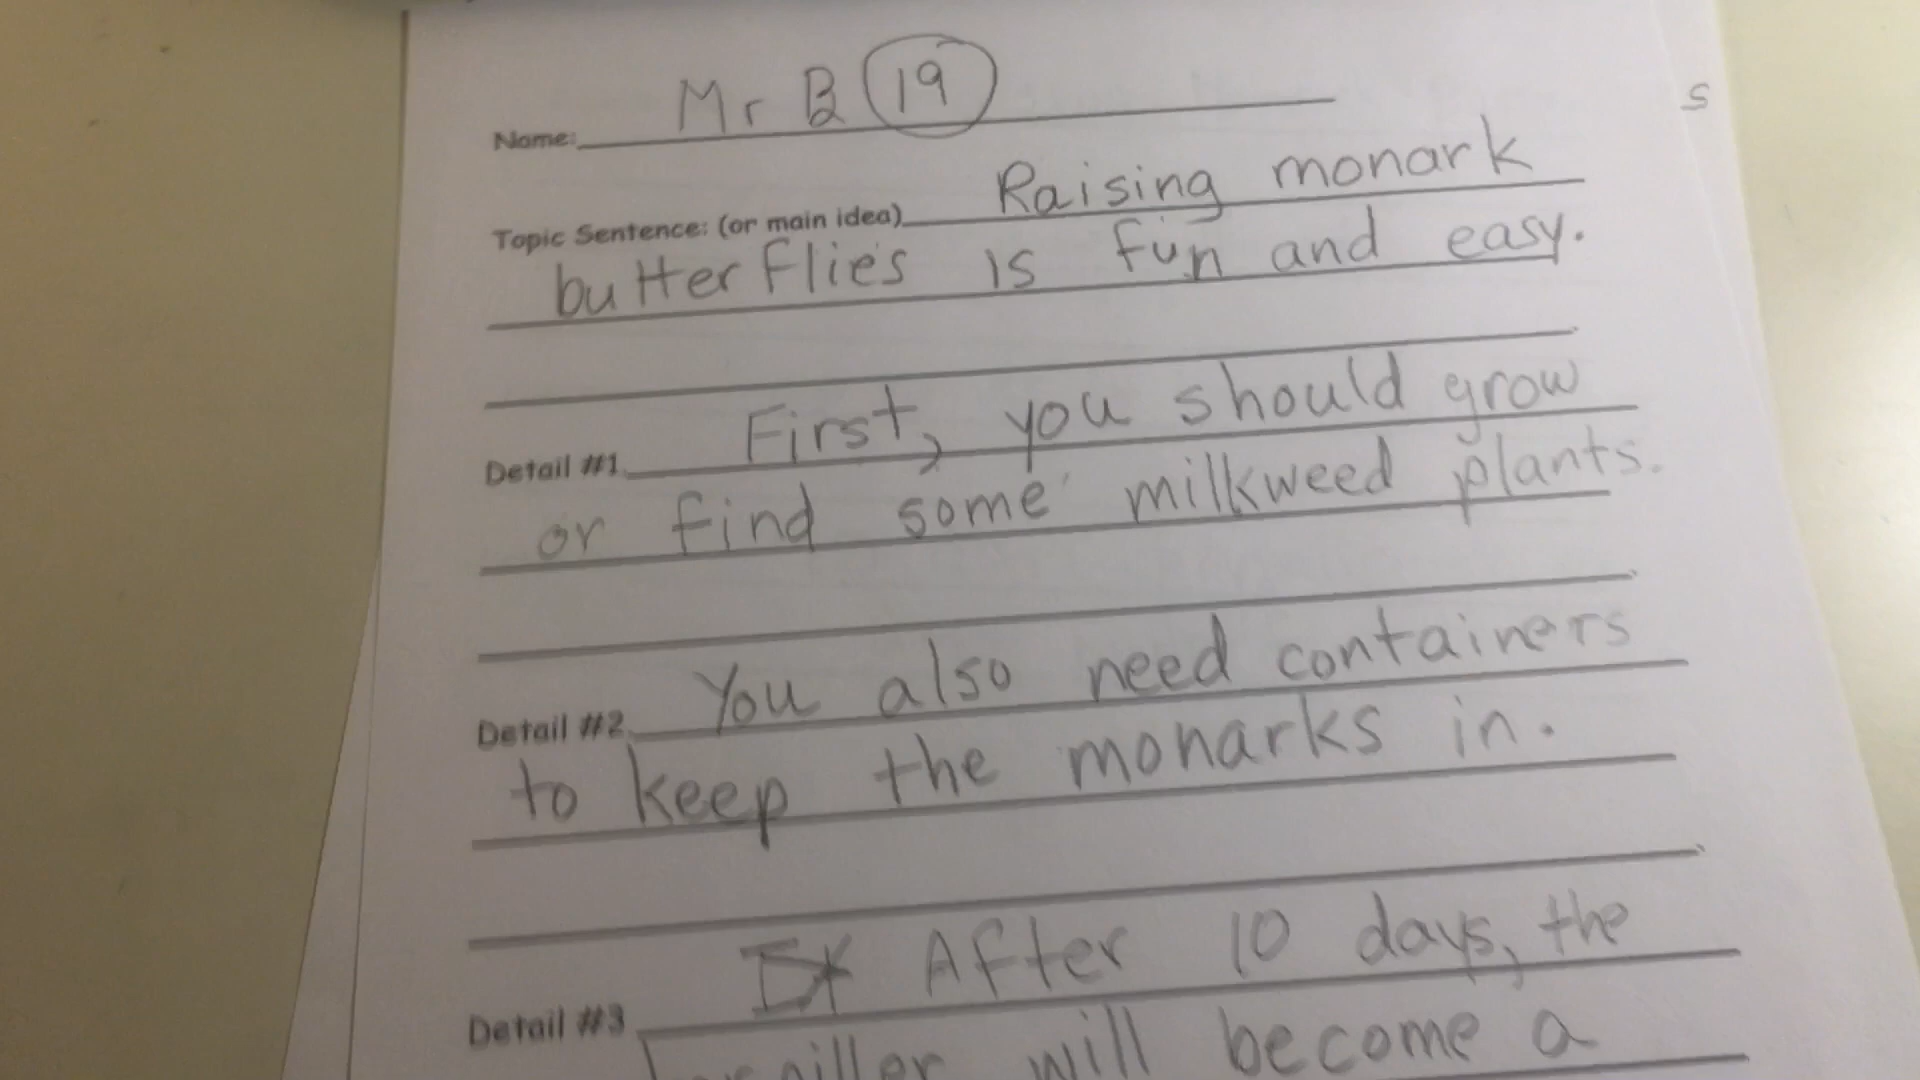 Name: Mr B 19
s
Topic Sentence: (or main idea) Raising monark
butterflies is fun and easy.
Detail #1 First, you should grow
or find some milkweed plants.
Detail #2 You also need containers
to keep the monarks in.
Detail #3 After 10 days, the
will become a